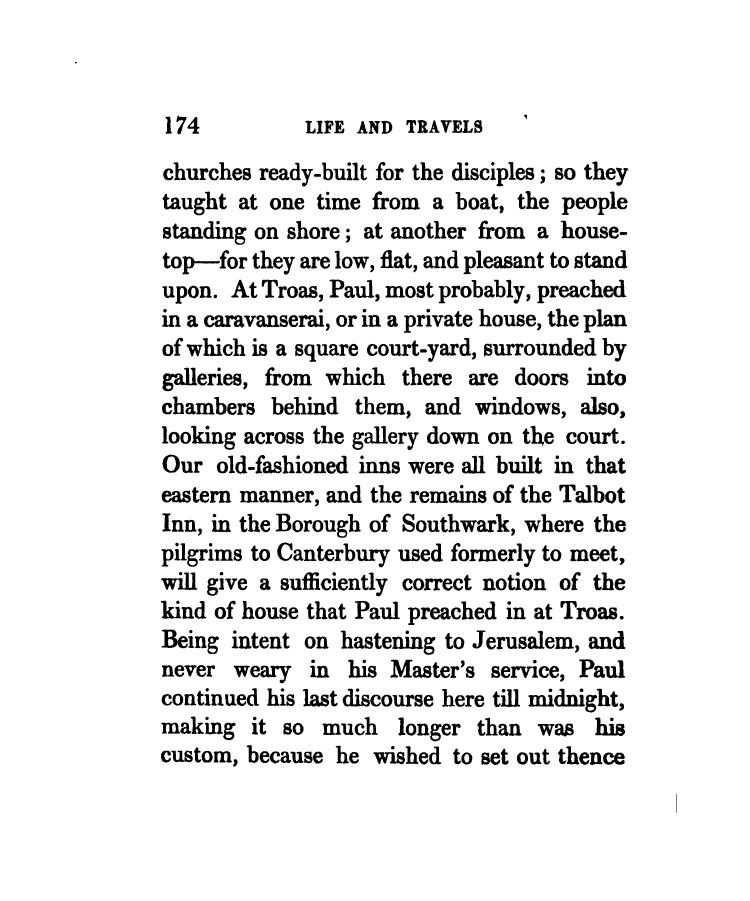 174 LIFE AND TRAVELS
churches ready-built for the disciples; so they
taught at one time from a boat, the people
standing on shore; at another from a house-
top—for they are low, flat, and pleasant to stand
upon. At Troas, Paul, most probably, preached
in a caravanserai, or in a private house, the plan
of which is a square court-yard, surrounded by
galleries, from which there are doors into
chambers behind them, and windows, also,
looking across the gallery down on the court.
Our old-fashioned inns were all built in that
eastern manner, and the remains of the Talbot
Inn, in the Borough of Southwark, where the
pilgrims to Canterbury used formerly to meet,
will give a sufficiently correct notion of the
kind of house that Paul preached in at Troas.
Being intent on hastening to Jerusalem, and
never weary in his Master's service, Paul
continued his last discourse here till midnight,
making it so much longer than was his
custom, because he wished to set out thence